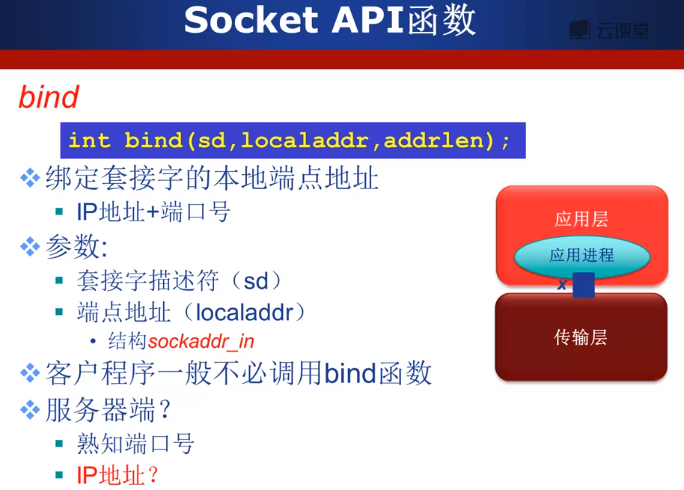 Socket API函数
云课堂
bind
int bind(sd,localaddr,addrlen);
绑定套接字的本地端点地址
IP地址+端口号
参数:
套接字描述符（sd）
端点地址（localaddr）
结构sockaddr_in
客户程序一般不必调用bind函数
服务器端？
熟知端口号
IP地址？
应用层
应用进程
x
传输层